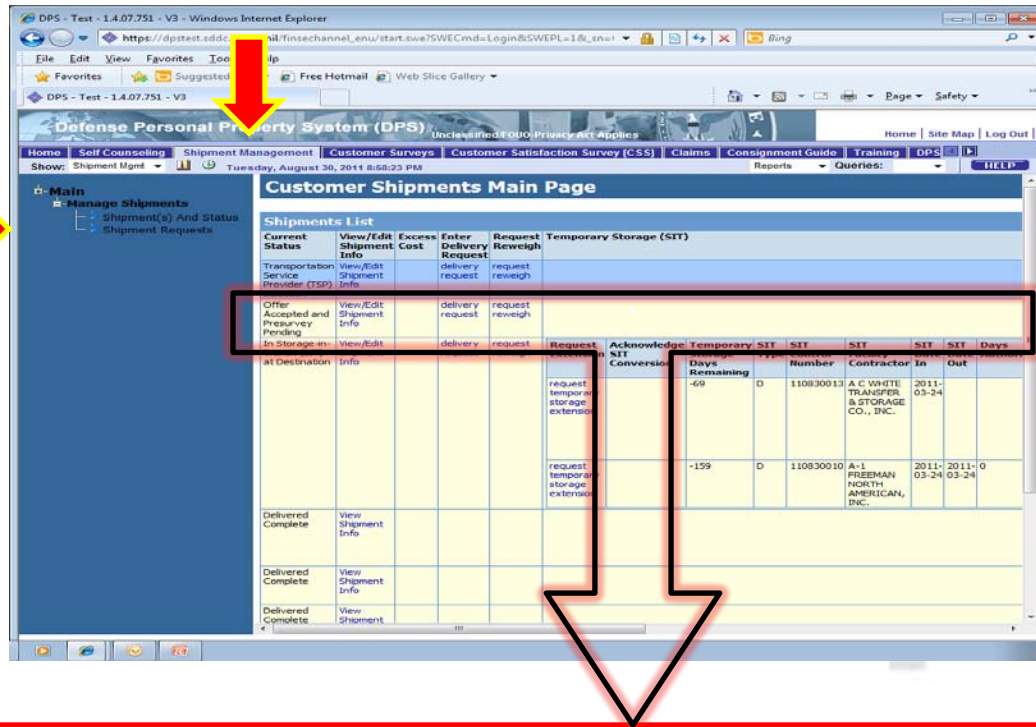 DPS - Test - 1.4.07.751 - V3 - Windows Internet Explorer
https://dpstest.sddc. mil/finsechannel_enu/start.swe?SWECmd=Login&SWEPL=1&_sn=
Bing
File Edit View Favorites
Favorites Suggested Free Hotmail Web Slice Gallery
DPS - Test - 1.4.07.751 - V3
Page Safety
Defense Personal Property System (DPS) Unclassified/FOUO-Privacy Act Applies
Home | Site Map | Log Out
Home Self Counseling Shipment Management Customer Surveys Customer Satisfaction Survey [CSS] Claims Consignment Guide Training DPS
Show: Shipment Mgmt Tuesday, August 30, 2011 8:58:23 PM Reports Queries: HELP
Main
Manage Shipments
Shipment(s) And Status
Shipment Requests
Customer Shipments Main Page
Shipments List
Current Status View/Edit Shipment Info Excess Cost Enter Delivery Request Request Reweigh Temporary Storage (SIT)
Transportation Service Provider (TSP) View/Edit Shipment Info delivery request request reweigh
Offer Accepted and Presurvey Pending View/Edit Shipment Info delivery request request reweigh
In Storage-in- at Destination View/Edit Info delivery request
Request Extension Acknowledge SIT Conversion Temporary Storage Days Remaining SIT Type SIT Control Number SIT Facility Contractor SIT Date In SIT Date Out Days
request temporary storage extension -69 D 110830013 A C WHITE TRANSFER & STORAGE CO., INC. 2011-03-24
request temporary storage extension -159 D 110830010 A-1 FREEMAN NORTH AMERICAN, INC. 2011-03-24 2011-03-24 0
Delivered Complete View Shipment Info
Delivered Complete View Shipment Info
Delivered Complete View Shipment